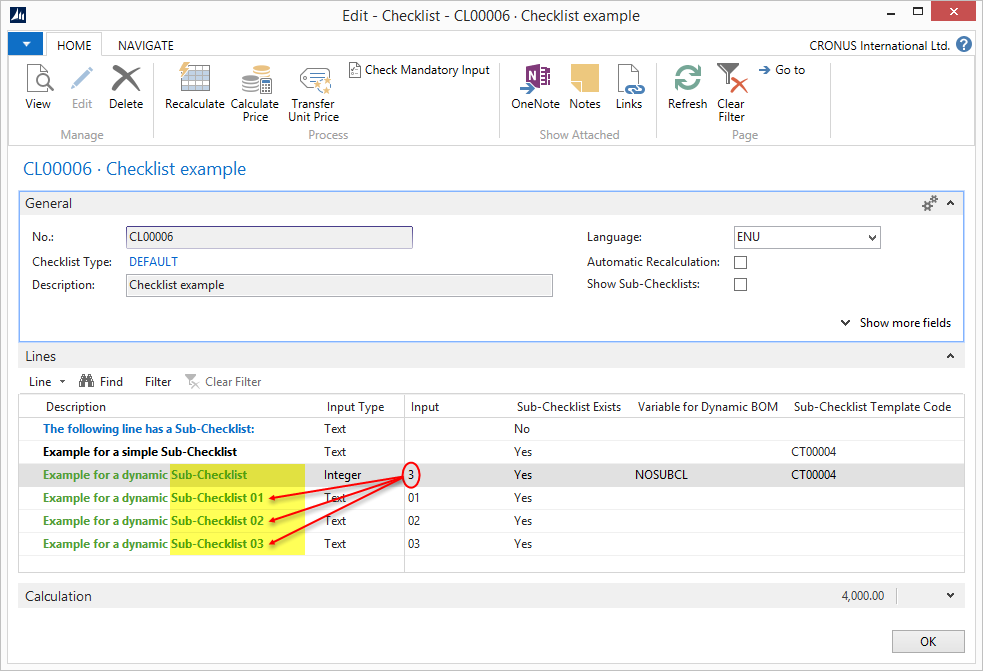 Edit - Checklist - CL00006 · Checklist example
HOME NAVIGATE CRONUS International Ltd. ?
View Edit Delete Recalculate Calculate Price Transfer Unit Price Check Mandatory Input OneNote Notes Links Refresh Clear Filter Go to
Manage Process Show Attached Page
CL00006 · Checklist example
General
No.: CL00006 Language: ENU
Checklist Type: DEFAULT Automatic Recalculation:
Description: Checklist example Show Sub-Checklists:
Show more fields
Lines
Line Find Filter Clear Filter
Description Input Type Input Sub-Checklist Exists Variable for Dynamic BOM Sub-Checklist Template Code
The following line has a Sub-Checklist: Text No
Example for a simple Sub-Checklist Text Yes CT00004
Example for a dynamic Sub-Checklist Integer 3 Yes NOSUBCL CT00004
Example for a dynamic Sub-Checklist 01 Text 01 Yes
Example for a dynamic Sub-Checklist 02 Text 02 Yes
Example for a dynamic Sub-Checklist 03 Text 03 Yes
Calculation 4,000.00
OK